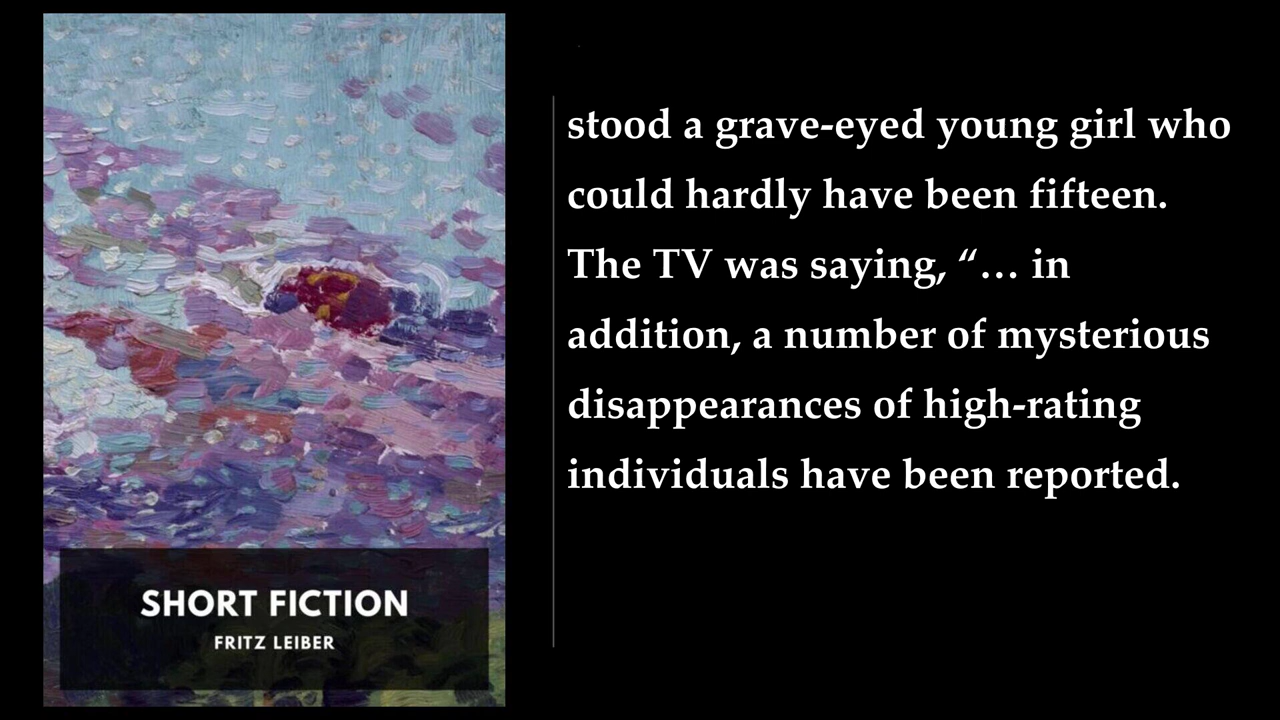 SHORT FICTION
FRITZ LEIBER
stood a grave-eyed young girl who
could hardly have been fifteen.
The TV was saying, “… in
addition, a number of mysterious
disappearances of high-rating
individuals have been reported.